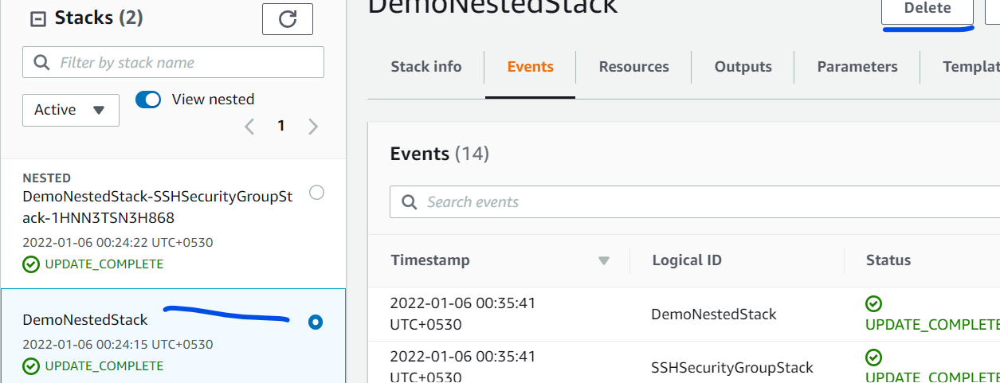 Stacks (2)
Filter by stack name
Active
View nested
1
NESTED
DemoNestedStack-SSHSecurityGroupSt
ack-1HNN3TSN3H868
2022-01-06 00:24:22 UTC+0530
UPDATE_COMPLETE
DemoNestedStack
2022-01-06 00:24:15 UTC+0530
UPDATE_COMPLETE
DemoNestedStack
Delete
Stack info Events Resources Outputs Parameters Templat
Events (14)
Search events
Timestamp Logical ID Status
2022-01-06 00:35:41
UTC+0530
DemoNestedStack
UPDATE_COMPLETE
2022-01-06 00:35:41
UTC+0530
SSHSecurityGroupStack
UPDATE_COMPLETE